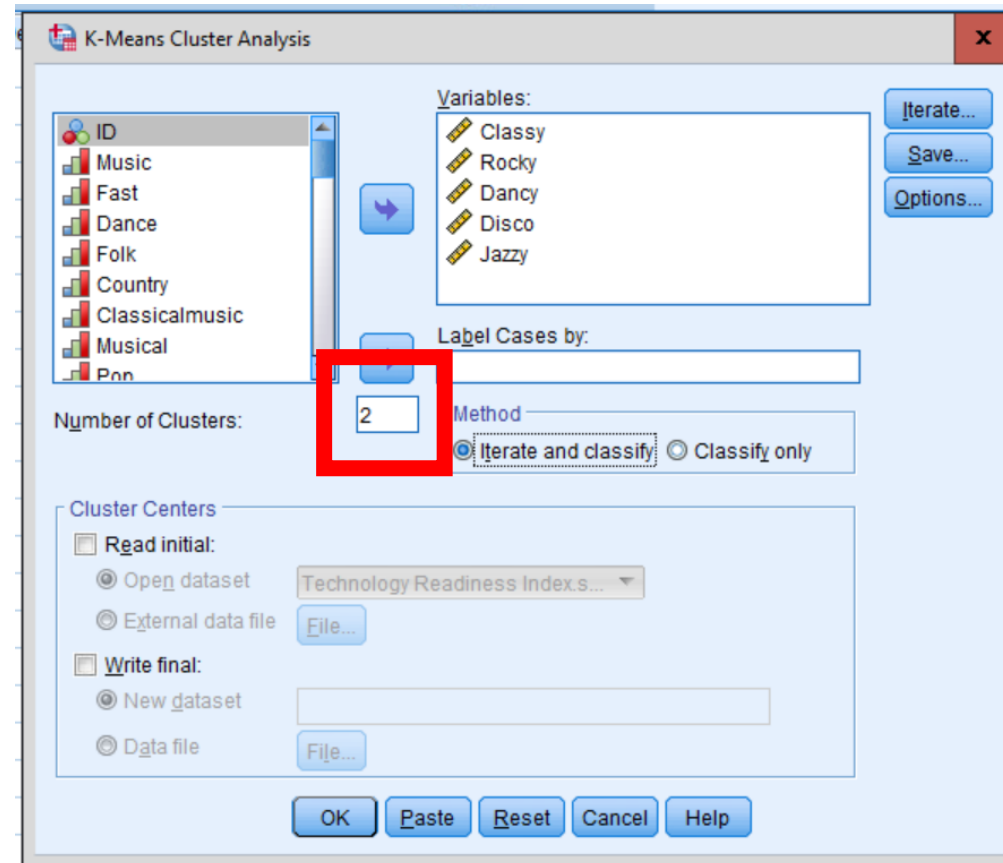 K-Means Cluster Analysis
x
ID
Music
Fast
Dance
Folk
Country
Classicalmusic
Musical
Pop
Variables:
Classy
Rocky
Dancy
Disco
Jazzy
Iterate...
Save...
Options...
Label Cases by:
Number of Clusters:
2
Method
Iterate and classify
Classify only
Cluster Centers
Read initial:
Open dataset
Technology Readiness Index.s...
External data file
File...
Write final:
New dataset
Data file
File...
OK
Paste
Reset
Cancel
Help